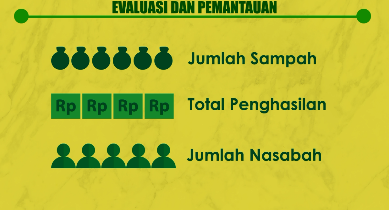 EVALUASI DAN PEMANTAUAN
Jumlah Sampah
Rp Rp Rp Rp Total Penghasilan
Jumlah Nasabah